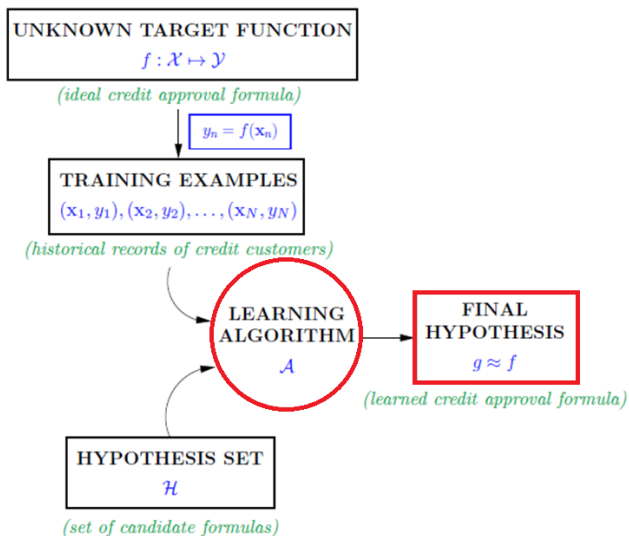 UNKNOWN TARGET FUNCTION
f : 𝒳 ↦ 𝒴
(ideal credit approval formula)
yₙ = f(xₙ)
TRAINING EXAMPLES
(x₁, y₁), (x₂, y₂), . . . , (x_N, y_N)
(historical records of credit customers)
LEARNING
ALGORITHM
𝒜
FINAL
HYPOTHESIS
g ≈ f
(learned credit approval formula)
HYPOTHESIS SET
ℋ
(set of candidate formulas)